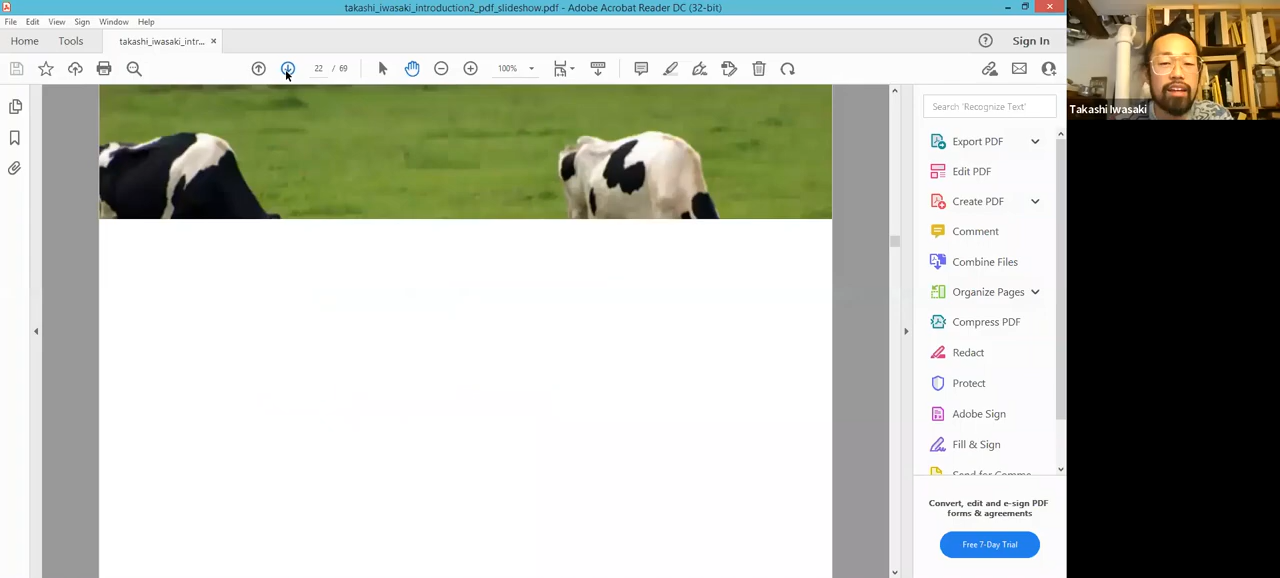 takashi_iwasaki_introduction2_pdf_slideshow.pdf - Adobe Acrobat Reader DC (32-bit)
File Edit View Sign Window Help
Home Tools takashi_iwasaki_intr... × Sign In
22 / 69 100%
Takashi Iwasaki
Search 'Recognize Text'
Export PDF
Edit PDF
Create PDF
Comment
Combine Files
Organize Pages
Compress PDF
Redact
Protect
Adobe Sign
Fill & Sign
Send for Comme
Convert, edit and e-sign PDF
forms & agreements
Free 7-Day Trial